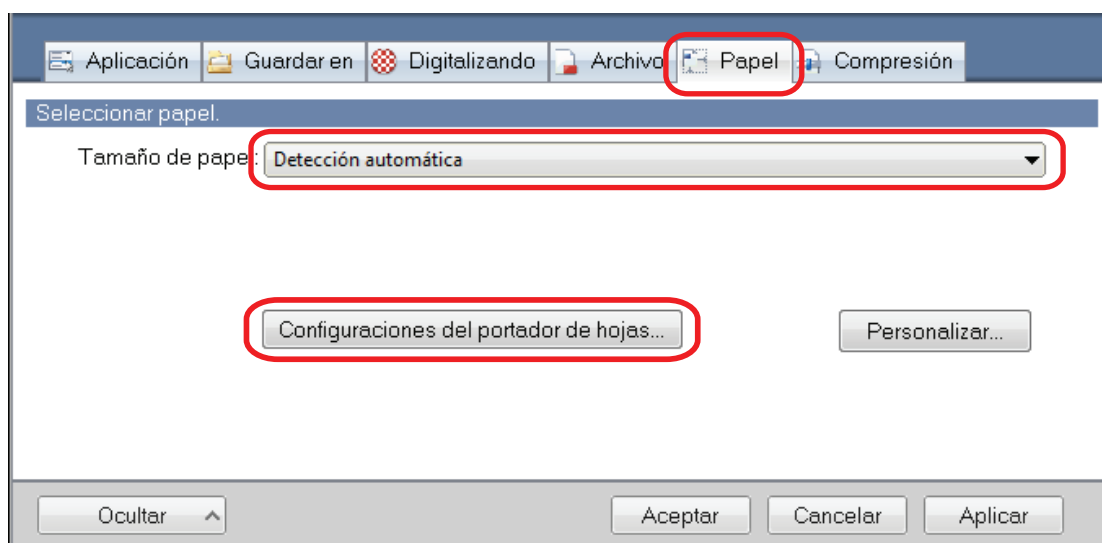 Aplicación Guardar en Digitalizando Archivo Papel Compresión
Seleccionar papel.
Tamaño de papel: Detección automática
Configuraciones del portador de hojas... Personalizar...
Ocultar Aceptar Cancelar Aplicar